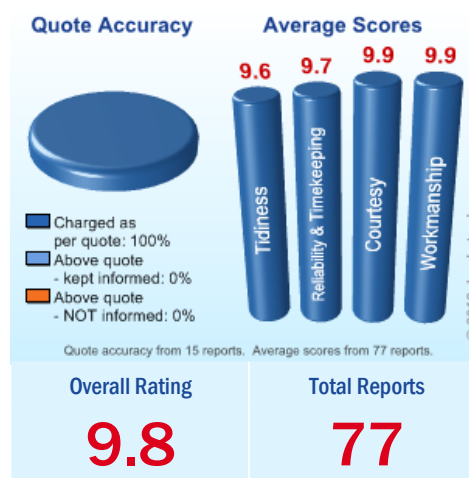 Quote Accuracy
Average Scores
9.6
9.7
9.9
9.9
Tidiness
Reliability & Timekeeping
Courtesy
Workmanship
Charged as
per quote: 100%
Above quote
- kept informed: 0%
Above quote
- NOT informed: 0%
Quote accuracy from 15 reports. Average scores from 77 reports.
Overall Rating
Total Reports
9.8
77